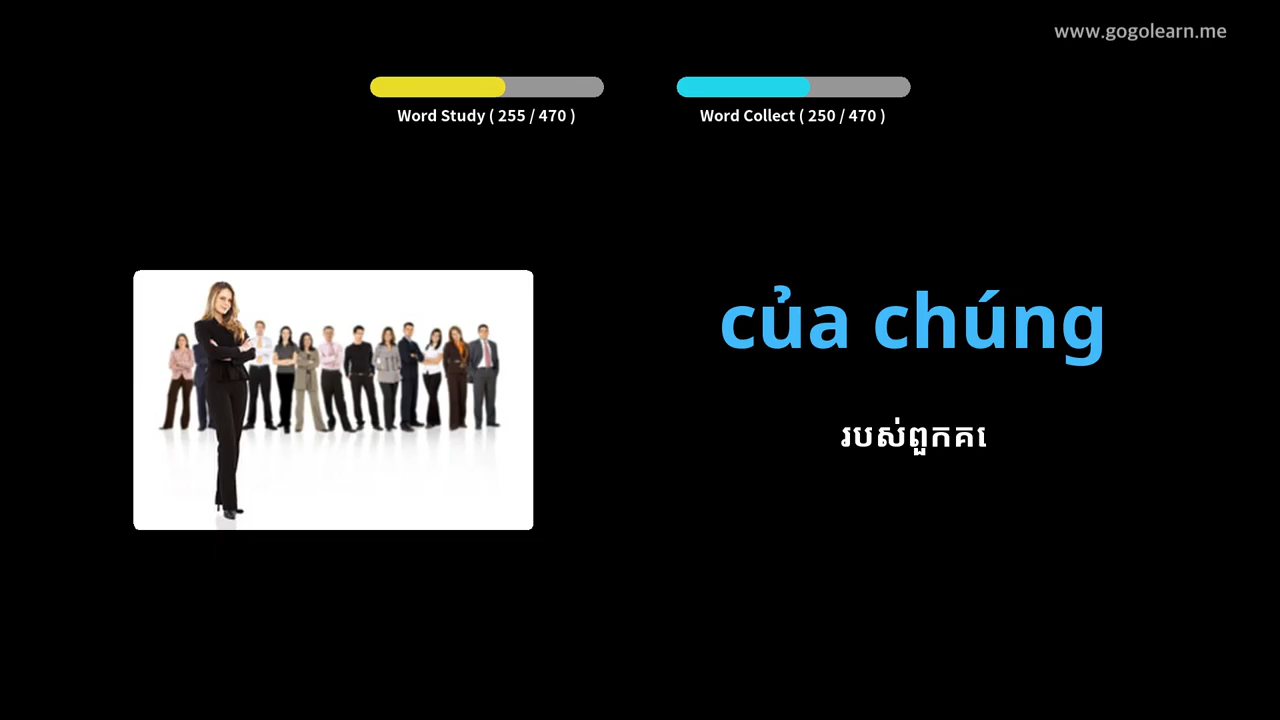 www.gogolearn.me
Word Study ( 255 / 470 )
Word Collect ( 250 / 470 )
của chúng
របស់ពួកគេ